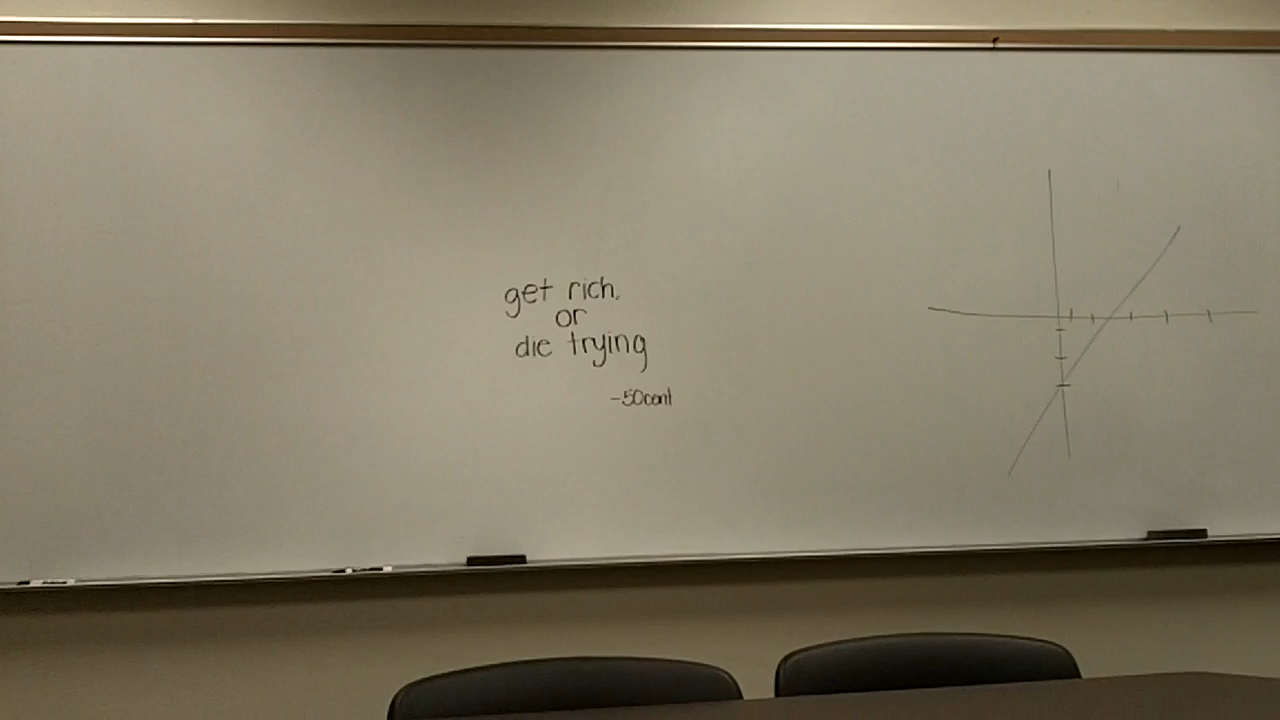 get rich,
or
die trying
-50cent